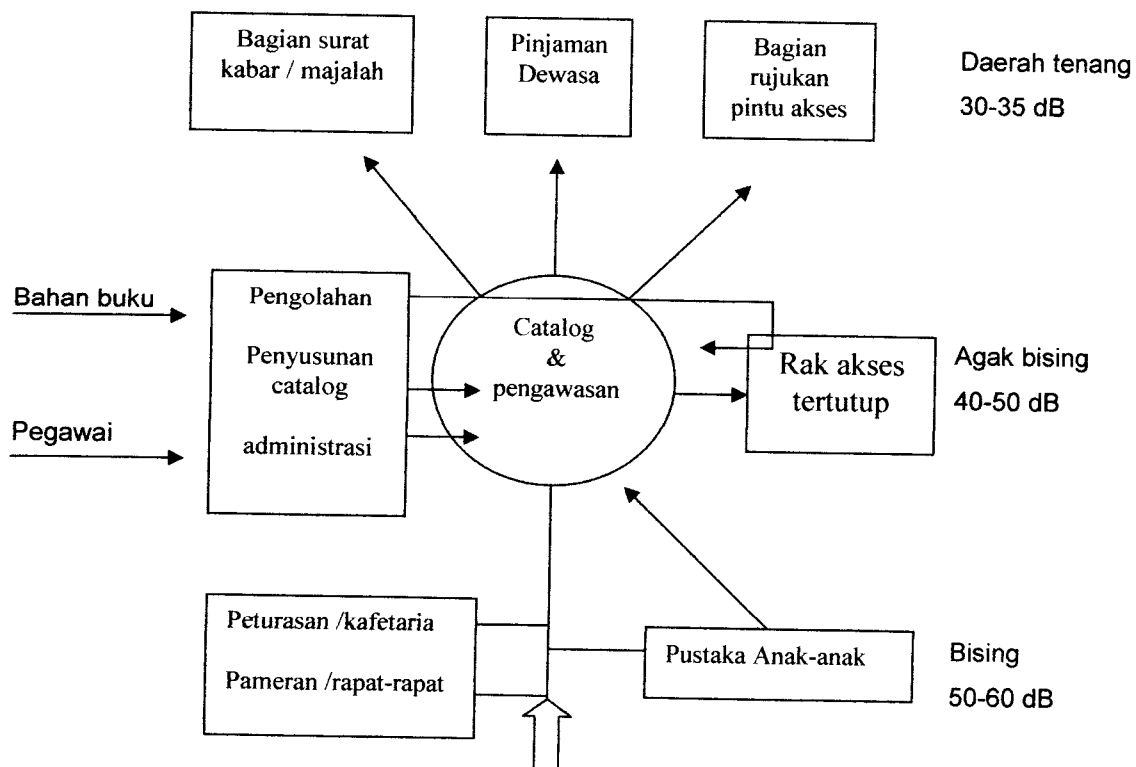 Bagian surat
kabar / majalah
Pinjaman
Dewasa
Bagian
rujukan
pintu akses
Daerah tenang
30-35 dB
Bahan buku
Pegawai
Pengolahan
Penyusunan
catalog
administrasi
Catalog
&
pengawasan
Rak akses
tertutup
Agak bising
40-50 dB
Peturasan /kafetaria
Pameran /rapat-rapat
Pustaka Anak-anak
Bising
50-60 dB